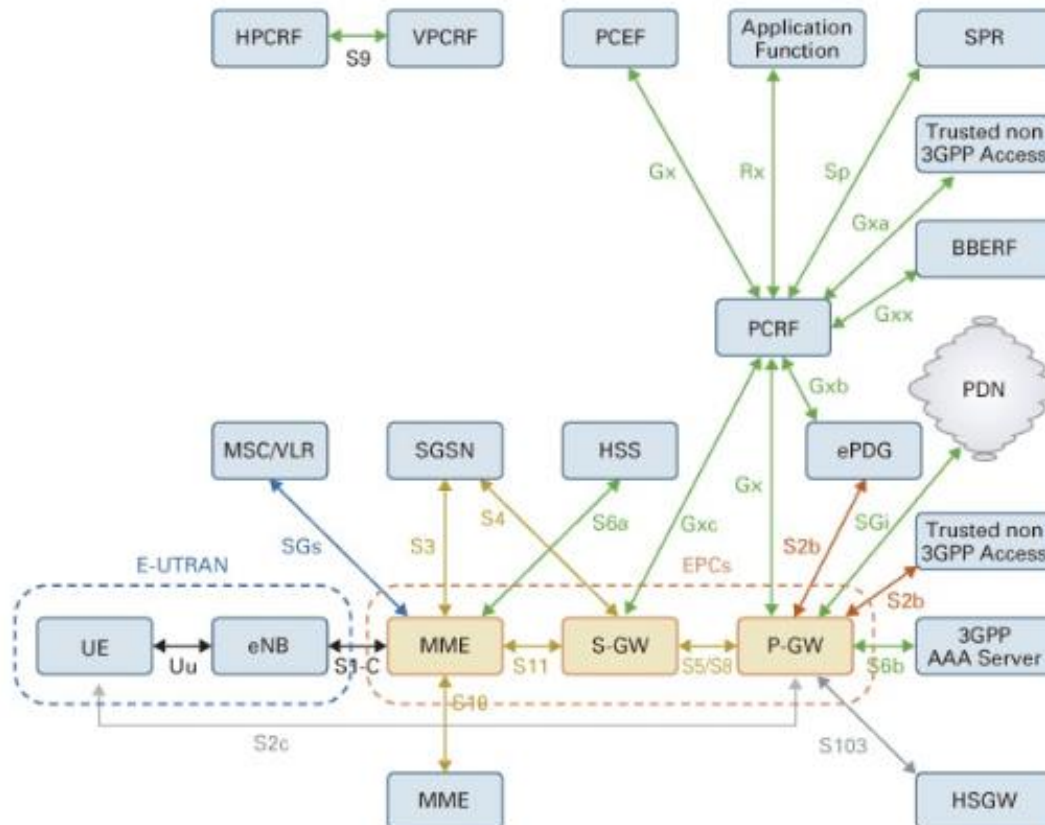 HPCRF
S9
VPCRF
PCEF
Application
Function
SPR
Trusted non
3GPP Access
Gx
Rx
Sp
Gxa
BBERF
PCRF
Gxx
Gxb
PDN
MSC/VLR
SGSN
HSS
ePDG
SGs
S3
S4
S6a
Gxc
Gx
S2b
SGi
Trusted non
3GPP Access
E-UTRAN
EPCs
S2b
UE
Uu
eNB
S1-C
MME
S11
S-GW
S5/S8
P-GW
S6b
3GPP
AAA Server
S10
S2c
S103
MME
HSGW